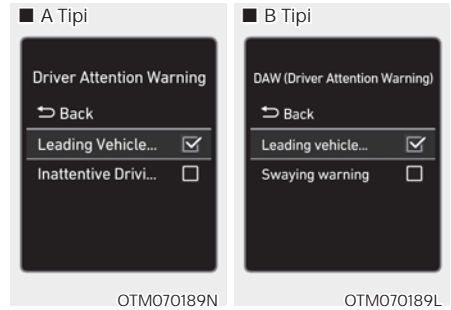 ■ A Tipi
Driver Attention Warning
⮌ Back
Leading Vehicle... ☑
Inattentive Drivi... ☐
OTM070189N
■ B Tipi
DAW (Driver Attention Warning)
⮌ Back
Leading vehicle... ☑
Swaying warning ☐
OTM070189L